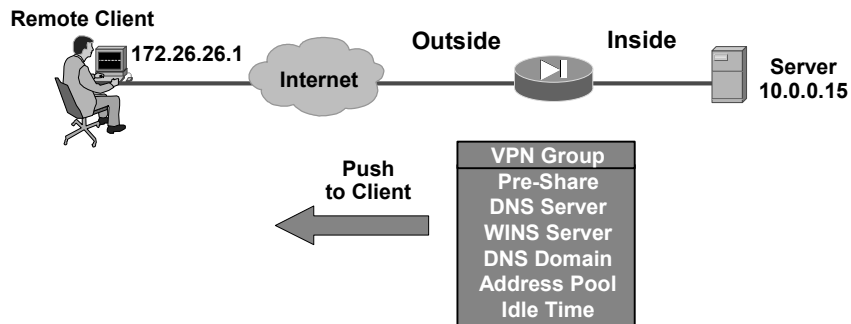 Remote Client
172.26.26.1
Internet
Outside
Inside
Server
10.0.0.15
Push
to Client
VPN Group
Pre-Share
DNS Server
WINS Server
DNS Domain
Address Pool
Idle Time